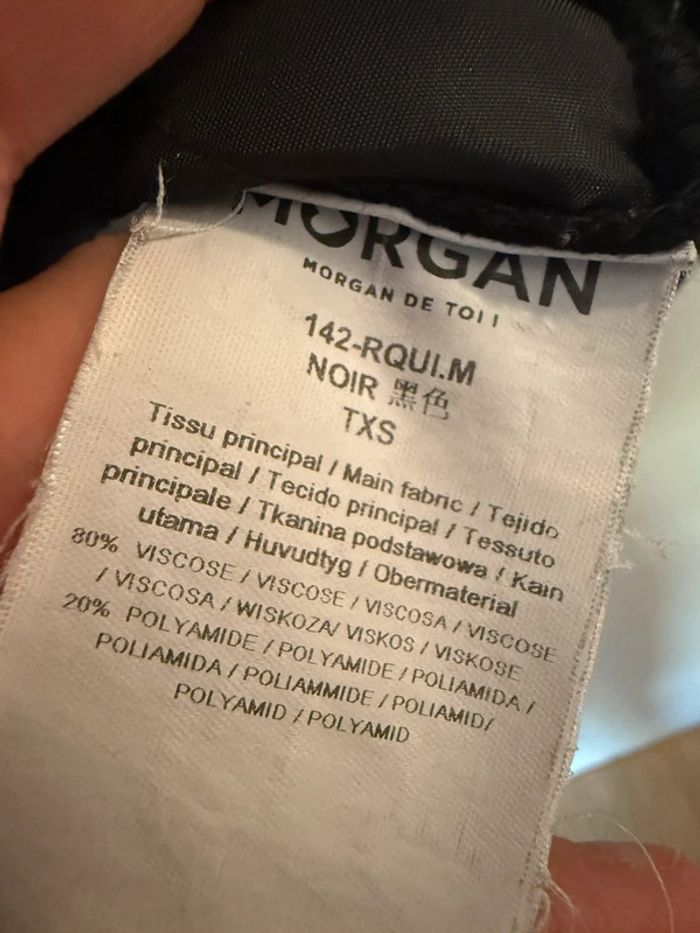 MORGAN
MORGAN DE TOI !
142-RQUI.M
NOIR 黑色
TXS
Tissu principal / Main fabric / Tejido
principal / Tecido principal / Tessuto
principale / Tkanina podstawowa / Kain
utama / Huvudtyg / Obermaterial
80% VISCOSE / VISCOSE / VISCOSA / VISCOSE
/ VISCOSA / WISKOZA/ VISKOS / VISKOSE
20% POLYAMIDE / POLYAMIDE / POLIAMIDA /
POLIAMIDA / POLIAMMIDE / POLIAMID/
POLYAMID / POLYAMID